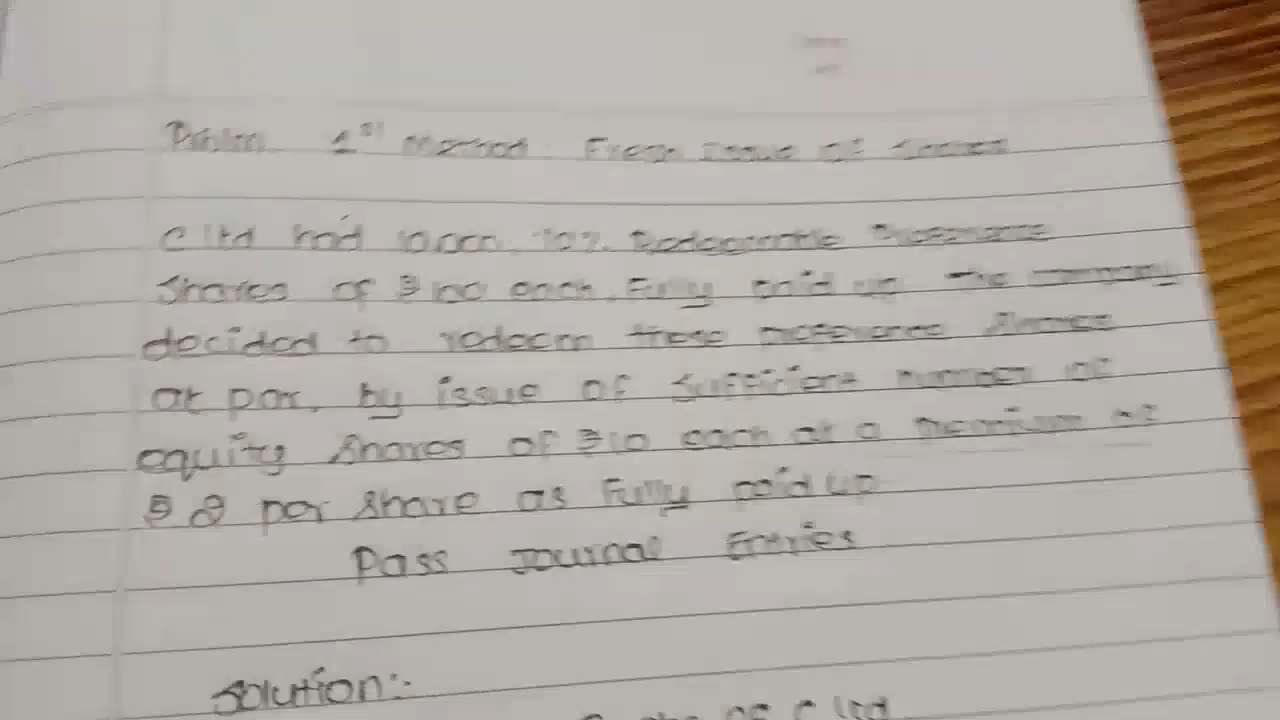 1st Method: From Issue of Shares
C ltd had 10,000, 10% Redeemable Preference
Shares of ₹100 each, Fully paid up. The company
decided to redeem these preference Shares
at par, by issue of sufficient number of
equity Shares of ₹10 each at a premium of
₹ 2 per share as Fully paid up
Pass Journal Entries
Solution:-
of C ltd